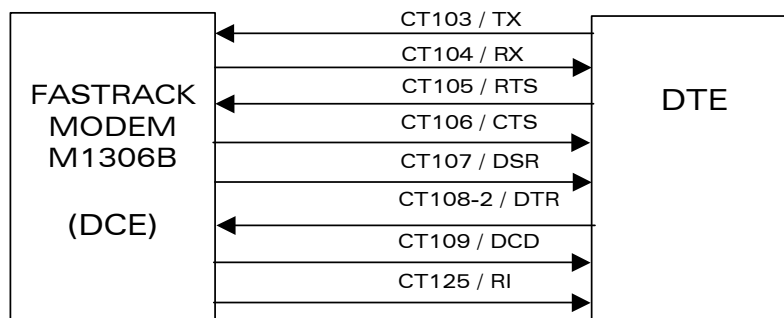 CT103 / TX
CT104 / RX
CT105 / RTS
CT106 / CTS
CT107 / DSR
CT108-2 / DTR
CT109 / DCD
CT125 / RI
FASTRACK
MODEM
M1306B
(DCE)
DTE